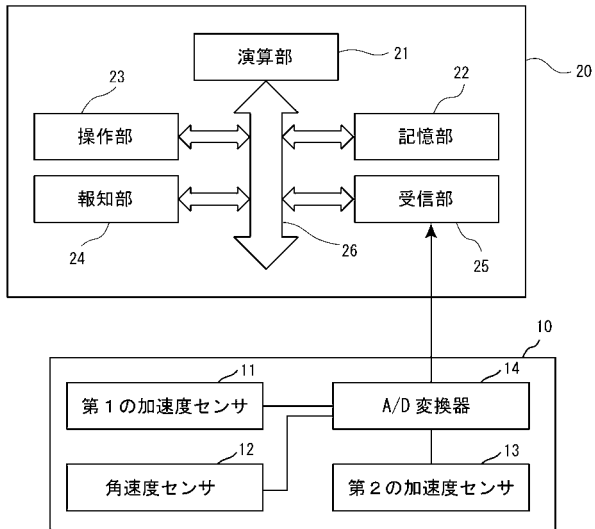 演算部
21
20
23
22
操作部
記憶部
報知部
受信部
24
26
25
10
11
14
第1の加速度センサ
A/D変換器
12
13
角速度センサ
第2の加速度センサ